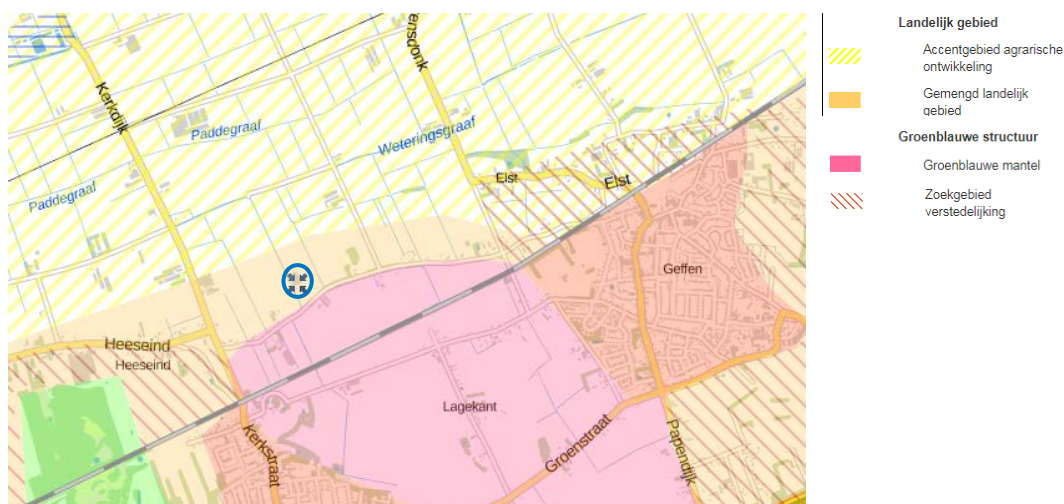 ensdonk
Kerkdijk
Paddegraaf
Weteringsgraaf
Paddegraaf
Elst
Elst
Geffen
Heeseind
Heeseind
Lagekant
Kerkstraat
Groenstraat
Papendijk
Landelijk gebied
Accentgebied agrarische
ontwikkeling
Gemengd landelijk
gebied
Groenblauwe structuur
Groenblauwe mantel
Zoekgebied
verstedelijking